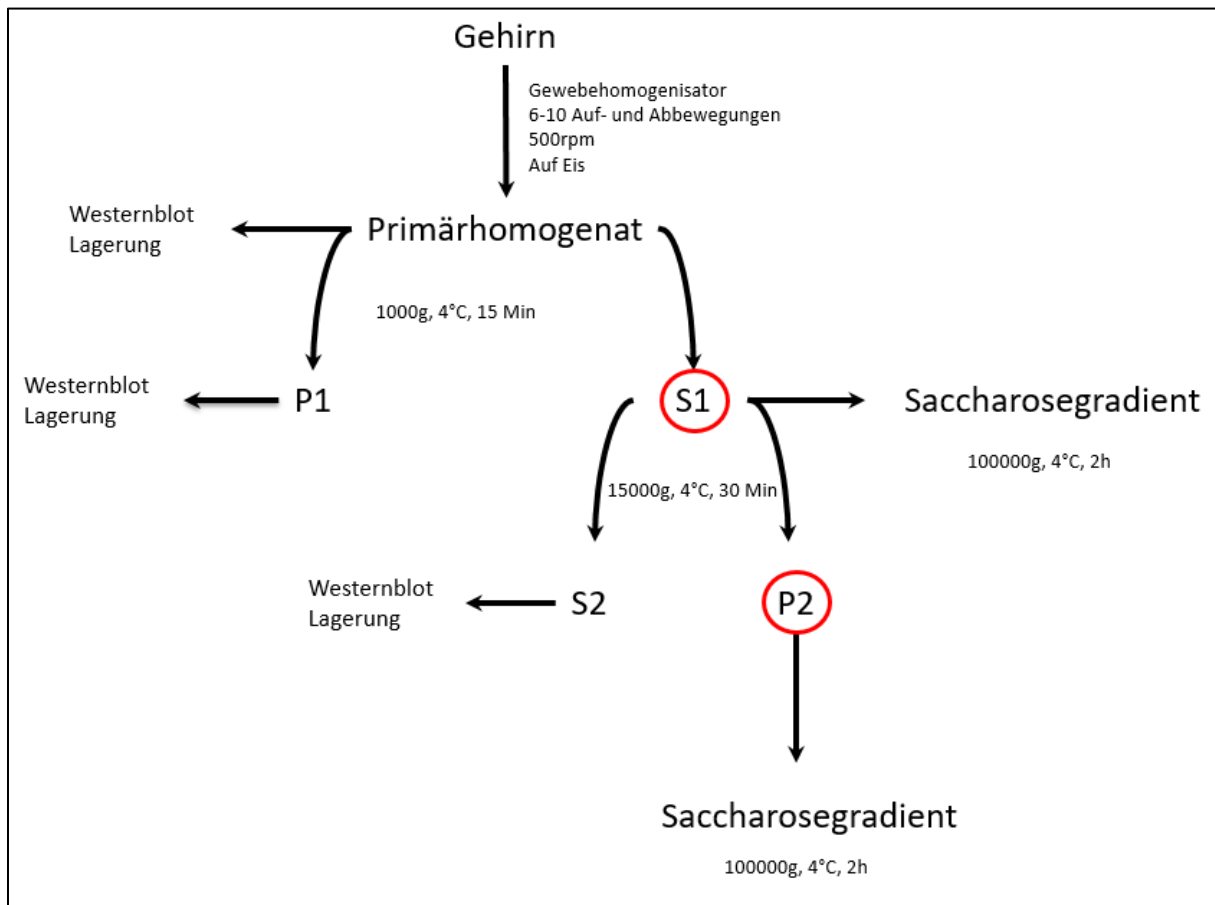 Gehirn
Gewebehomogenisator
6-10 Auf- und Abbewegungen
500rpm
Auf Eis
Westernblot
Lagerung
Primärhomogenat
1000g, 4°C, 15 Min
Westernblot
Lagerung
P1
S1
Saccharosegradient
100000g, 4°C, 2h
15000g, 4°C, 30 Min
Westernblot
Lagerung
S2
P2
Saccharosegradient
100000g, 4°C, 2h